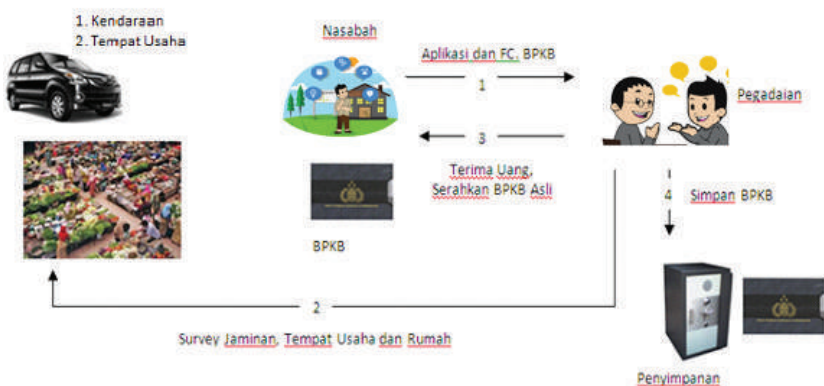 1. Kendaraan
2. Tempat Usaha
Nasabah
Aplikasi dan FC. BPKB
1
Pegadaian
3
Terima Uang,
Serahkan BPKB Asli
4 Simpan BPKB
BPKB
2
Survey Jaminan, Tempat Usaha dan Rumah
Penyimpanan